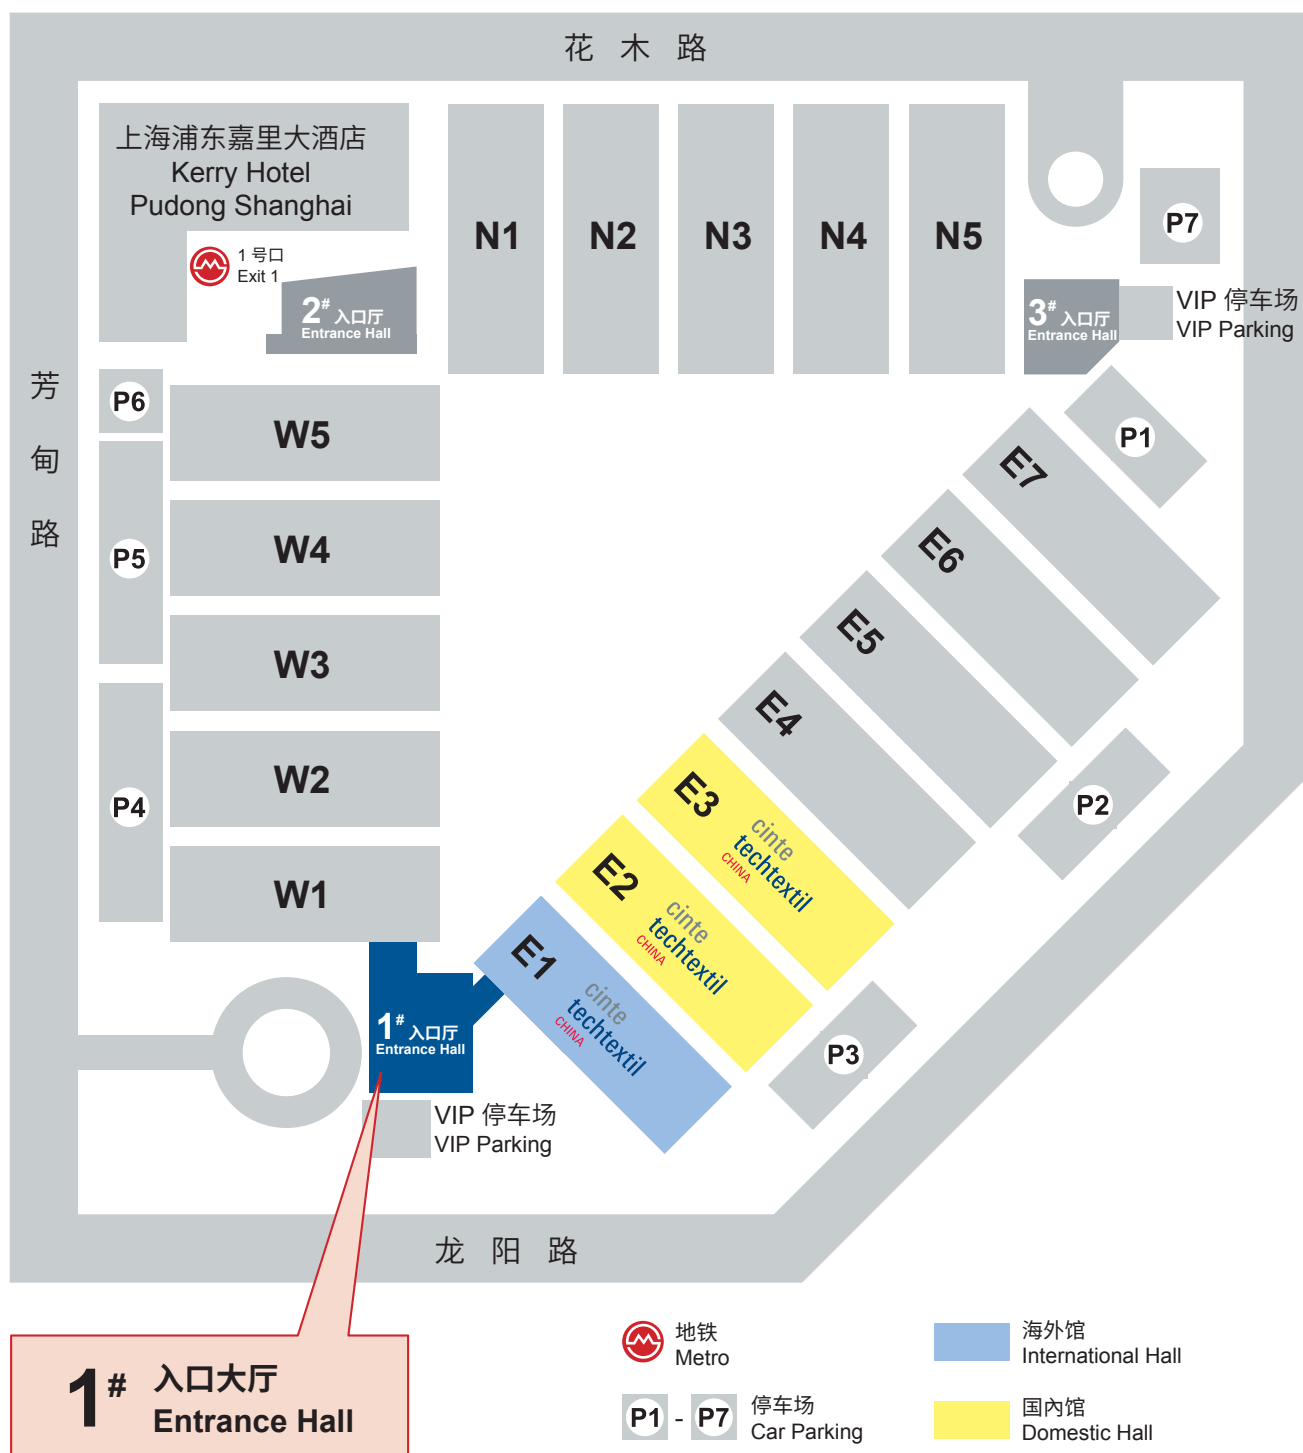 花 木 路
上海浦东嘉里大酒店
Kerry Hotel
Pudong Shanghai
1 号口
Exit 1
2# 入口厅
Entrance Hall
N1
N2
N3
N4
N5
P7
3# 入口厅
Entrance Hall
VIP 停车场
VIP Parking
芳
甸
路
P6
P5
P4
W5
W4
W3
W2
W1
P1
E7
E6
E5
E4
E3
cinte
techtextil
CHINA
E2
cinte
techtextil
CHINA
E1
cinte
techtextil
CHINA
P2
P3
1# 入口厅
Entrance Hall
VIP 停车场
VIP Parking
龙 阳 路
1# 入口大厅
Entrance Hall
地铁
Metro
P1 - P7 停车场
Car Parking
海外馆
International Hall
国内馆
Domestic Hall